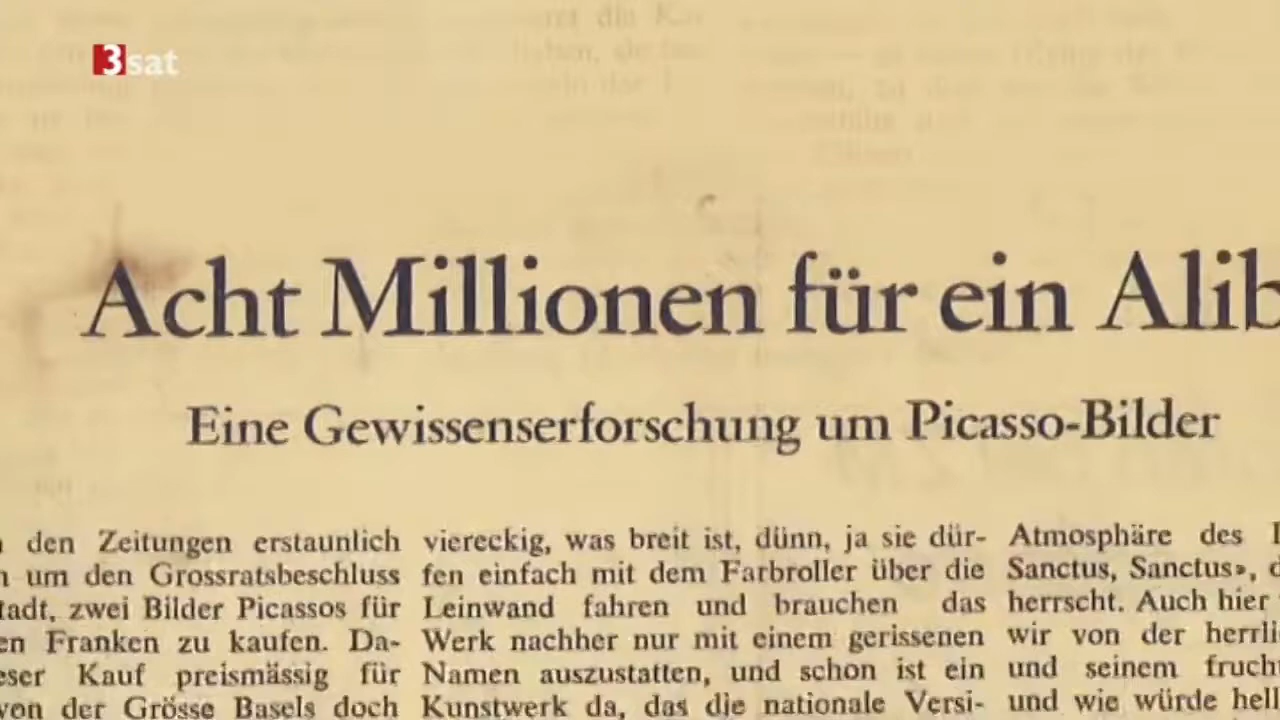 3sat
Acht Millionen für ein Alib
Eine Gewissenserforschung um Picasso-Bilder
den Zeitungen erstaunlich
um den Grossratsbeschluss
tadt, zwei Bilder Picassos für
en Franken zu kaufen. Da-
eser Kauf preismässig für
von der Grösse Basels doch
viereckig, was breit ist, dünn, ja sie dür-
fen einfach mit dem Farbroller über die
Leinwand fahren und brauchen das
Werk nachher nur mit einem gerissenen
Namen auszustatten, und schon ist ein
Kunstwerk da, das die nationale Versi-
Atmosphäre des
Sanctus, Sanctus», d
herrscht. Auch hier
wir von der herrli
und seinem frucht
und wie würde hell